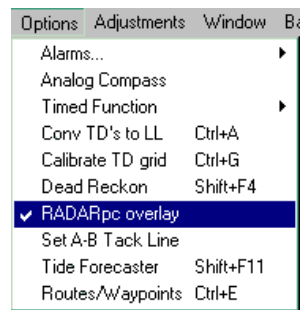 Options Adjustments Window Ba
Alarms...
Analog Compass
Timed Function
Conv TD's to LL Ctrl+A
Calibrate TD grid Ctrl+G
Dead Reckon Shift+F4
RADARpc overlay
Set A-B Tack Line
Tide Forecaster Shift+F11
Routes/Waypoints Ctrl+E